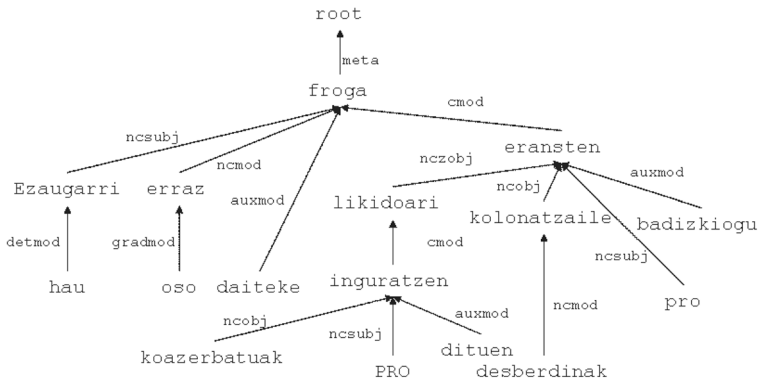 root
meta
froga
ncsubj ncmod auxmod cmod
eransten
nczobj ncobj ncsubj auxmod
Ezaugarri erraz likidoari kolonatzaile badizkiogu
detmod gradmod cmod ncmod
hau oso daiteke inguratzen pro
ncobj ncsubj auxmod
koazerbatuak PRO dituen desberdinak